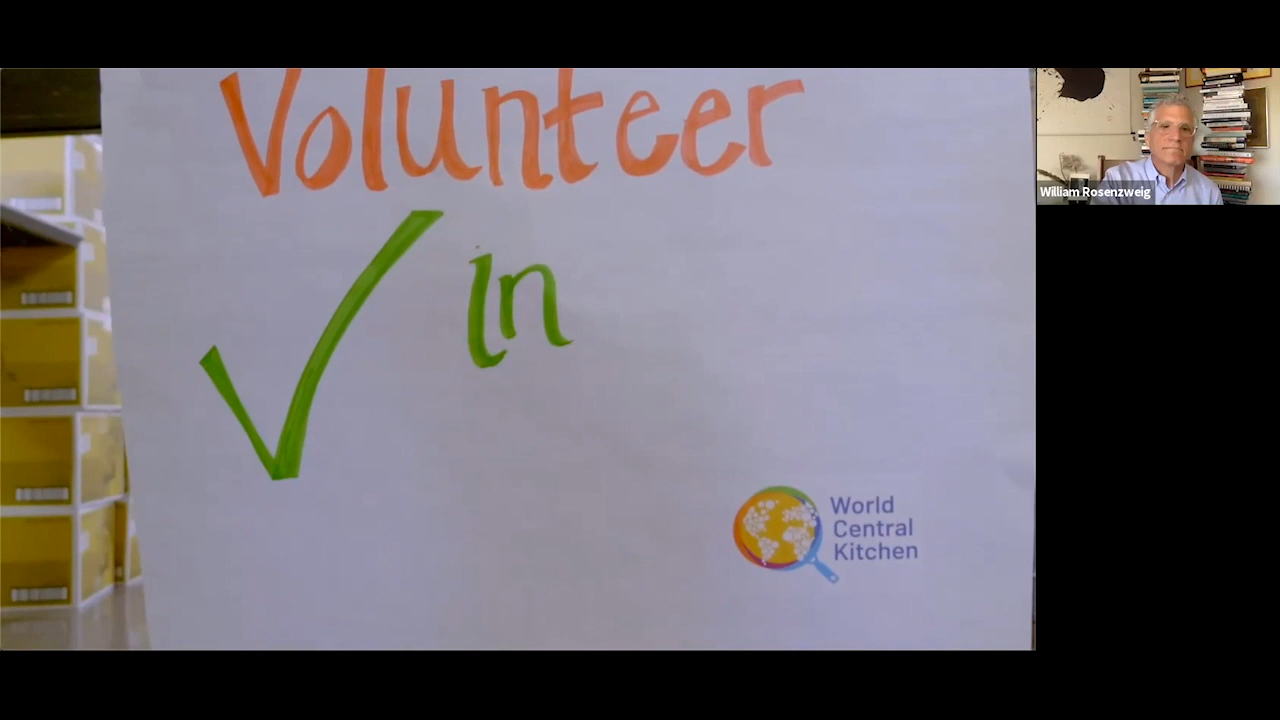 Volunteer
✓ in
World
Central
Kitchen
William Rosenzweig